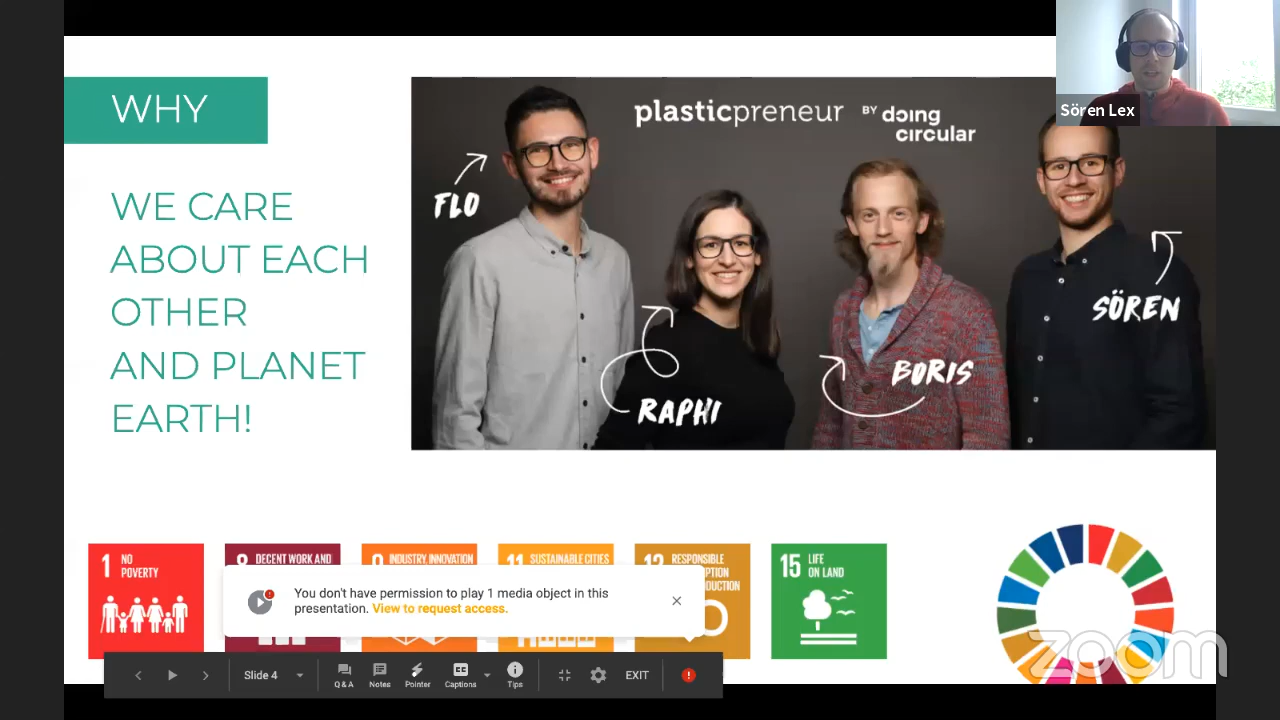 WHY
WE CARE
ABOUT EACH
OTHER
AND PLANET
EARTH!
plasticpreneur BY doing
circular
FLO
RAPHI
BORIS
SÖREN
Sören Lex
1 NO
POVERTY
8 DECENT WORK AND
9 INDUSTRY, INNOVATION
11 SUSTAINABLE CITIES
12 RESPONSIBLE
15 LIFE
ON LAND
You don't have permission to play 1 media object in this
presentation. View to request access.
Slide 4
Q&A
Notes
Pointer
Captions
Tips
EXIT
zoom